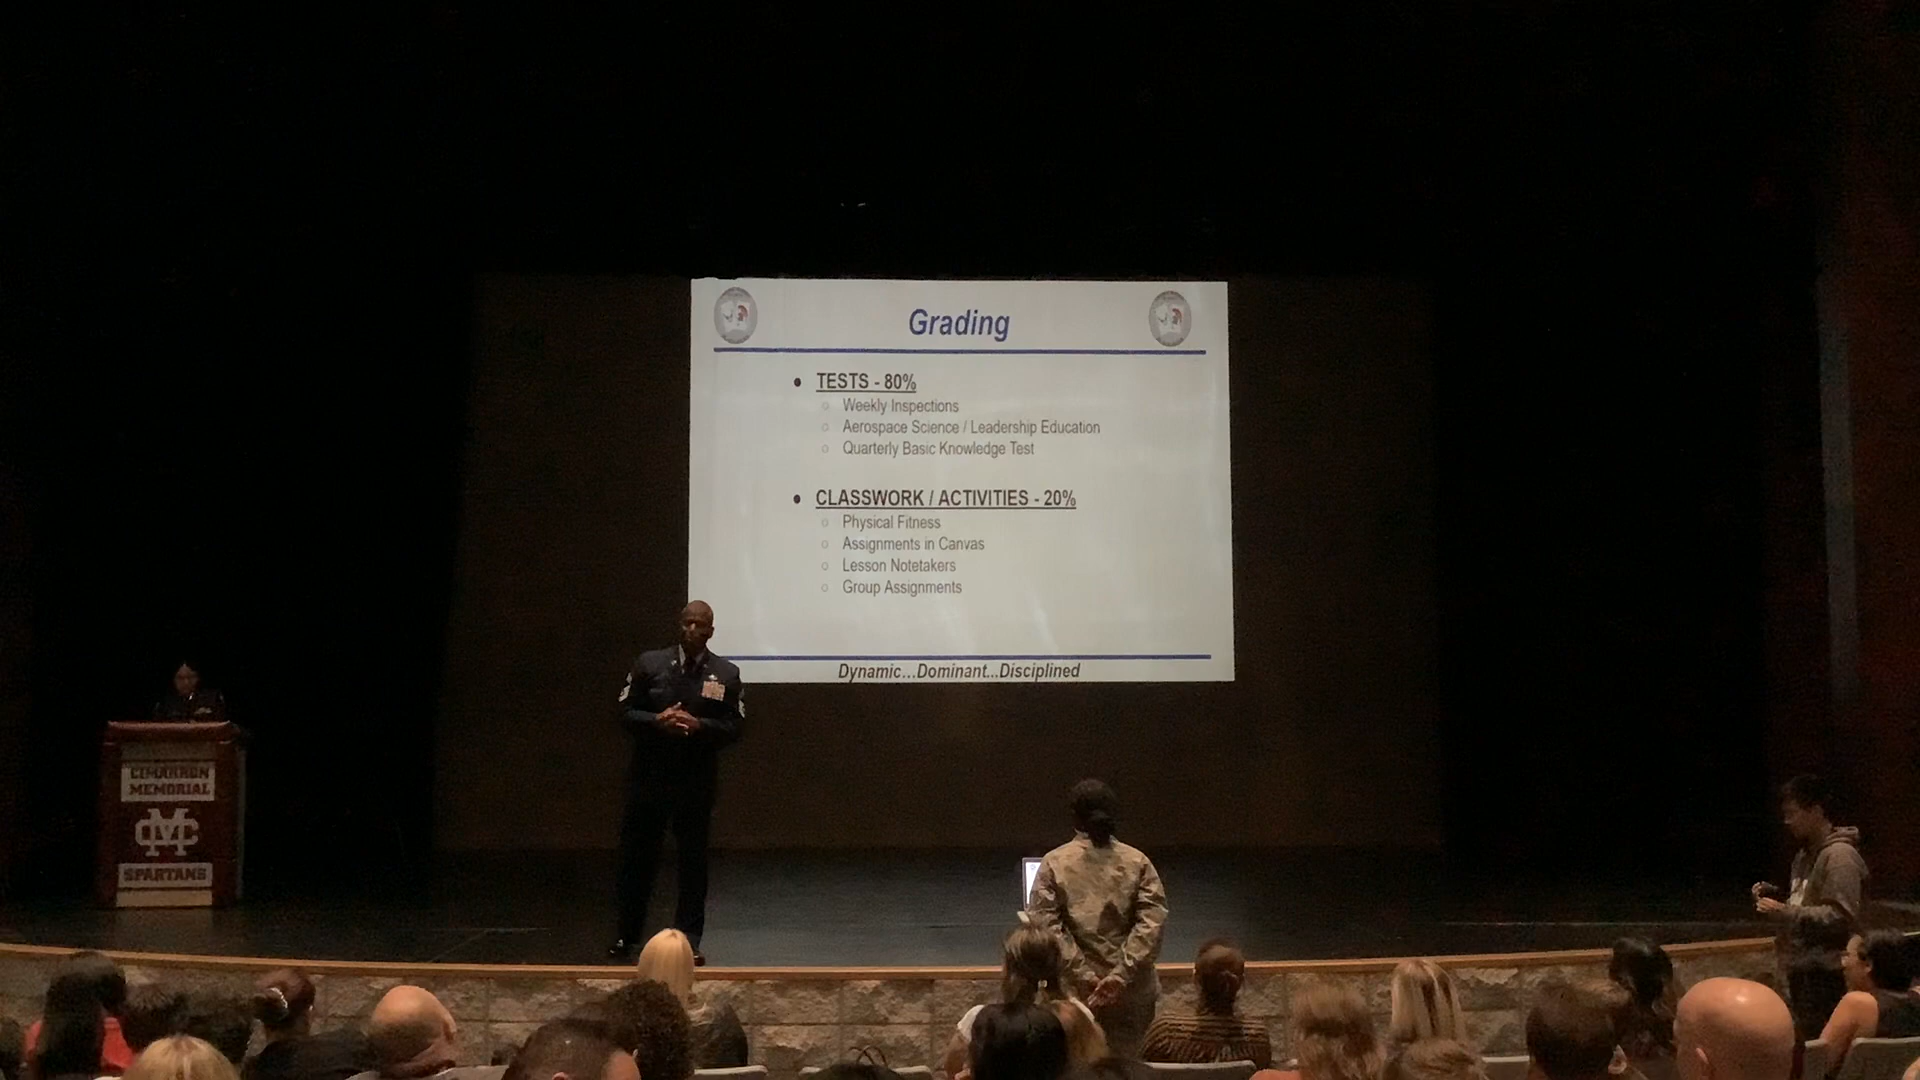 Grading
TESTS - 80%
Weekly Inspections
Aerospace Science / Leadership Education
Quarterly Basic Knowledge Test
CLASSWORK / ACTIVITIES - 20%
Physical Fitness
Assignments in Canvas
Lesson Notetakers
Group Assignments
Dynamic...Dominant...Disciplined
CIMARRON
MEMORIAL
CM
SPARTANS